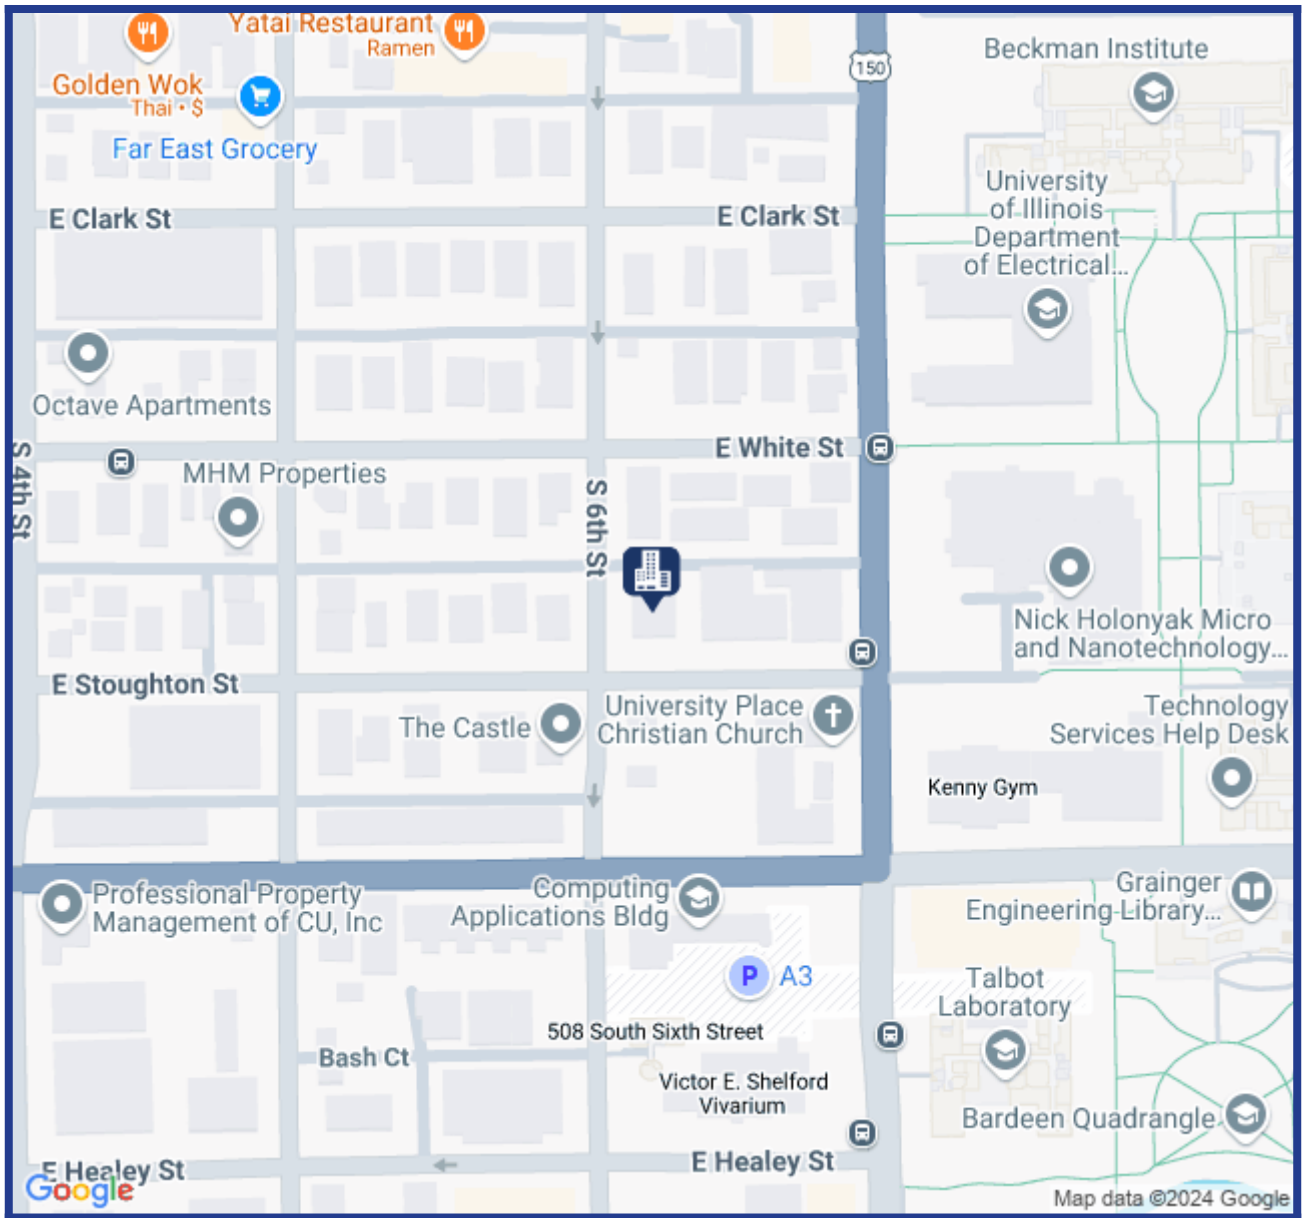 Yatai Restaurant
Ramen
150
Beckman Institute
Golden Wok
Thai • $
Far East Grocery
University
of Illinois
Department
of Electrical...
E Clark St
E Clark St
Octave Apartments
E White St
S 4th St
MHM Properties
S 6th St
Nick Holonyak Micro
and Nanotechnology...
E Stoughton St
The Castle
University Place
Christian Church
Technology
Services Help Desk
Kenny Gym
Professional Property
Management of CU, Inc
Computing
Applications Bldg
Grainger
Engineering Library...
P A3
Talbot
Laboratory
508 South Sixth Street
Bash Ct
Victor E. Shelford
Vivarium
Bardeen Quadrangle
E Healey St
E Healey St
Google
Map data ©2024 Google